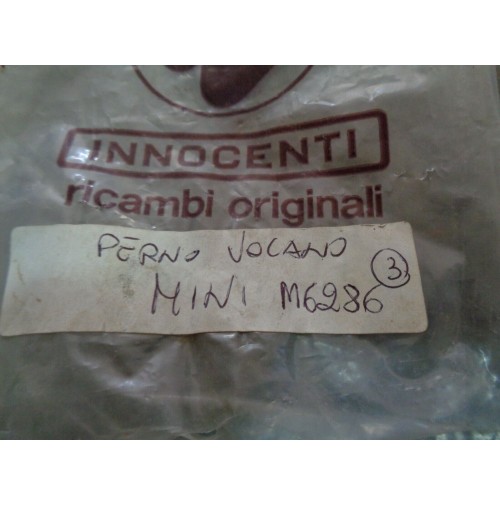 INNOCENTI
ricambi originali
PERNO VOLANO
MINI M6286 3